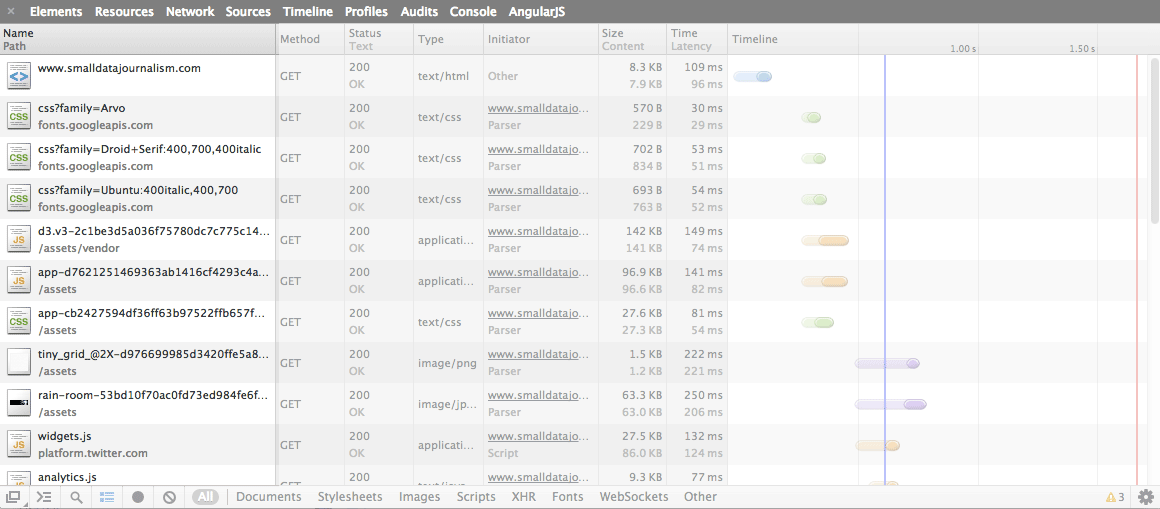 × Elements Resources Network Sources Timeline Profiles Audits Console AngularJS
Name Method Status Type Initiator Size Time Timeline
Path Text Content Latency 1.00 s 1.50 s
www.smalldatajournalism.com GET 200 text/html Other 8.3 KB 109 ms
OK 7.9 KB 96 ms
css?family=Arvo GET 200 text/css www.smalldatajo... 570 B 30 ms
fonts.googleapis.com OK Parser 229 B 29 ms
css?family=Droid+Serif:400,700,400italic GET 200 text/css www.smalldatajo... 702 B 53 ms
fonts.googleapis.com OK Parser 834 B 51 ms
css?family=Ubuntu:400italic,400,700 GET 200 text/css www.smalldatajo... 693 B 54 ms
fonts.googleapis.com OK Parser 763 B 52 ms
d3.v3-2c1be3d5a036f75780dc7c775c14... GET 200 applicati... www.smalldatajo... 142 KB 149 ms
/assets/vendor OK Parser 141 KB 74 ms
app-d7621251469363ab1416cf4293c4a... GET 200 applicati... www.smalldatajo... 96.9 KB 141 ms
/assets OK Parser 96.6 KB 82 ms
app-cb2427594df36ff63b97522ffb657f... GET 200 text/css www.smalldatajo... 27.6 KB 81 ms
/assets OK Parser 27.3 KB 54 ms
tiny_grid_@2X-d976699985d3420ffe5a8... GET 200 image/png www.smalldatajo... 1.5 KB 222 ms
/assets OK Parser 1.2 KB 221 ms
rain-room-53bd10f70ac0fd73ed984fe6f... GET 200 image/jp... www.smalldatajo... 63.3 KB 250 ms
/assets OK Parser 63.0 KB 206 ms
widgets.js GET 200 applicati... www.smalldatajo... 27.5 KB 132 ms
platform.twitter.com OK Script 86.0 KB 124 ms
analytics.js 200 www.smalldatajo... 9.3 KB 77 ms
All Documents Stylesheets Images Scripts XHR Fonts WebSockets Other 3